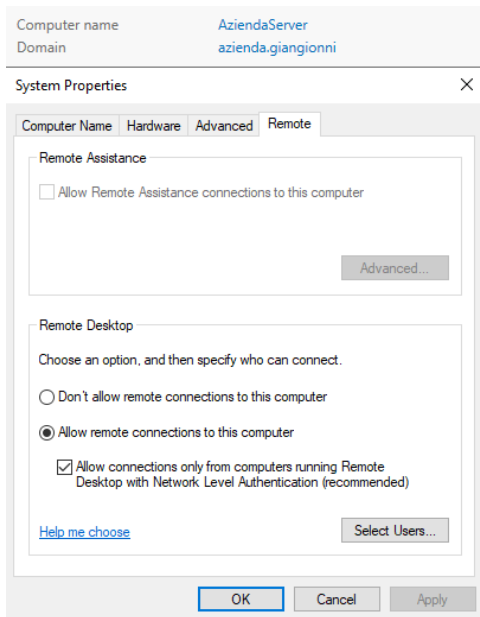 Computer name AziendaServer
Domain azienda.giangionni
System Properties
Computer Name Hardware Advanced Remote
Remote Assistance
Allow Remote Assistance connections to this computer
Advanced...
Remote Desktop
Choose an option, and then specify who can connect.
Don't allow remote connections to this computer
Allow remote connections to this computer
Allow connections only from computers running Remote
Desktop with Network Level Authentication (recommended)
Help me choose Select Users...
OK Cancel Apply